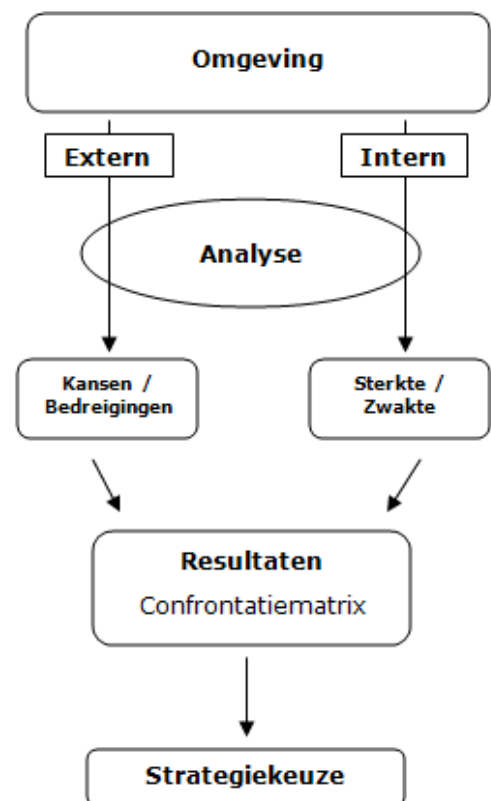 Omgeving
Extern
Intern
Analyse
Kansen /
Bedreigingen
Sterkte /
Zwakte
Resultaten
Confrontatiematrix
Strategiekeuze